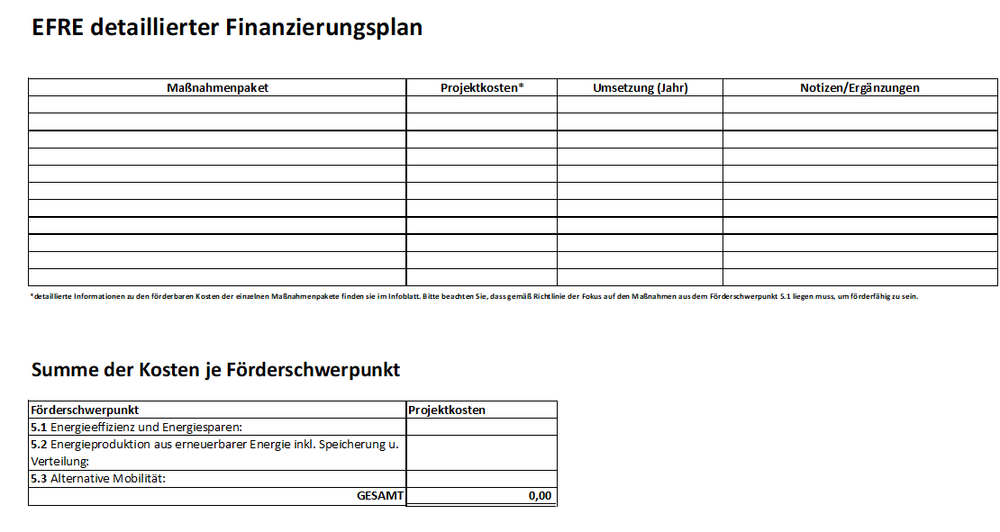 EFRE detaillierter Finanzierungsplan
Maßnahmenpaket Projektkosten* Umsetzung (Jahr) Notizen/Ergänzungen
*detaillierte Informationen zu den förderbaren Kosten der einzelnen Maßnahmenpakete finden sie im Infoblatt. Bitte beachten Sie, dass gemäß Richtlinie der Fokus auf den Maßnahmen aus dem Förderschwerpunkt 5.1 liegen muss, um förderfähig zu sein.
Summe der Kosten je Förderschwerpunkt
Förderschwerpunkt Projektkosten
5.1 Energieeffizienz und Energiesparen:
5.2 Energieproduktion aus erneuerbarer Energie inkl. Speicherung u.
Verteilung:
5.3 Alternative Mobilität:
GESAMT 0,00